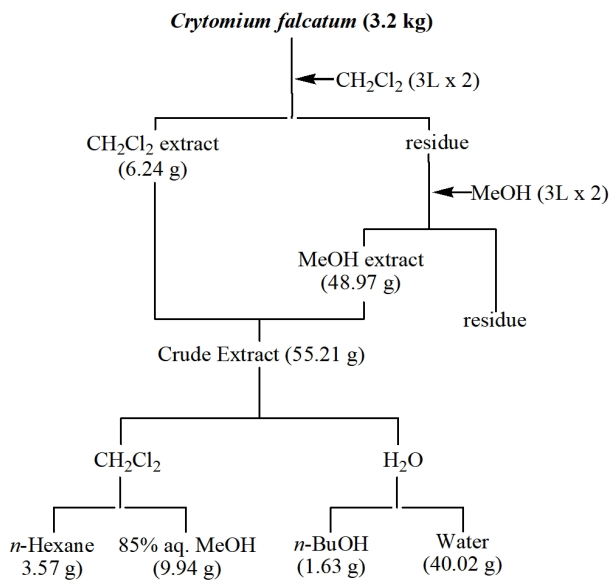 Crytomium falcatum (3.2 kg)
CH2Cl2 (3L x 2)
CH2Cl2 extract
(6.24 g)
residue
MeOH (3L x 2)
MeOH extract
(48.97 g)
residue
Crude Extract (55.21 g)
CH2Cl2
H2O
n-Hexane
3.57 g)
85% aq. MeOH
(9.94 g)
n-BuOH
(1.63 g)
Water
(40.02 g)